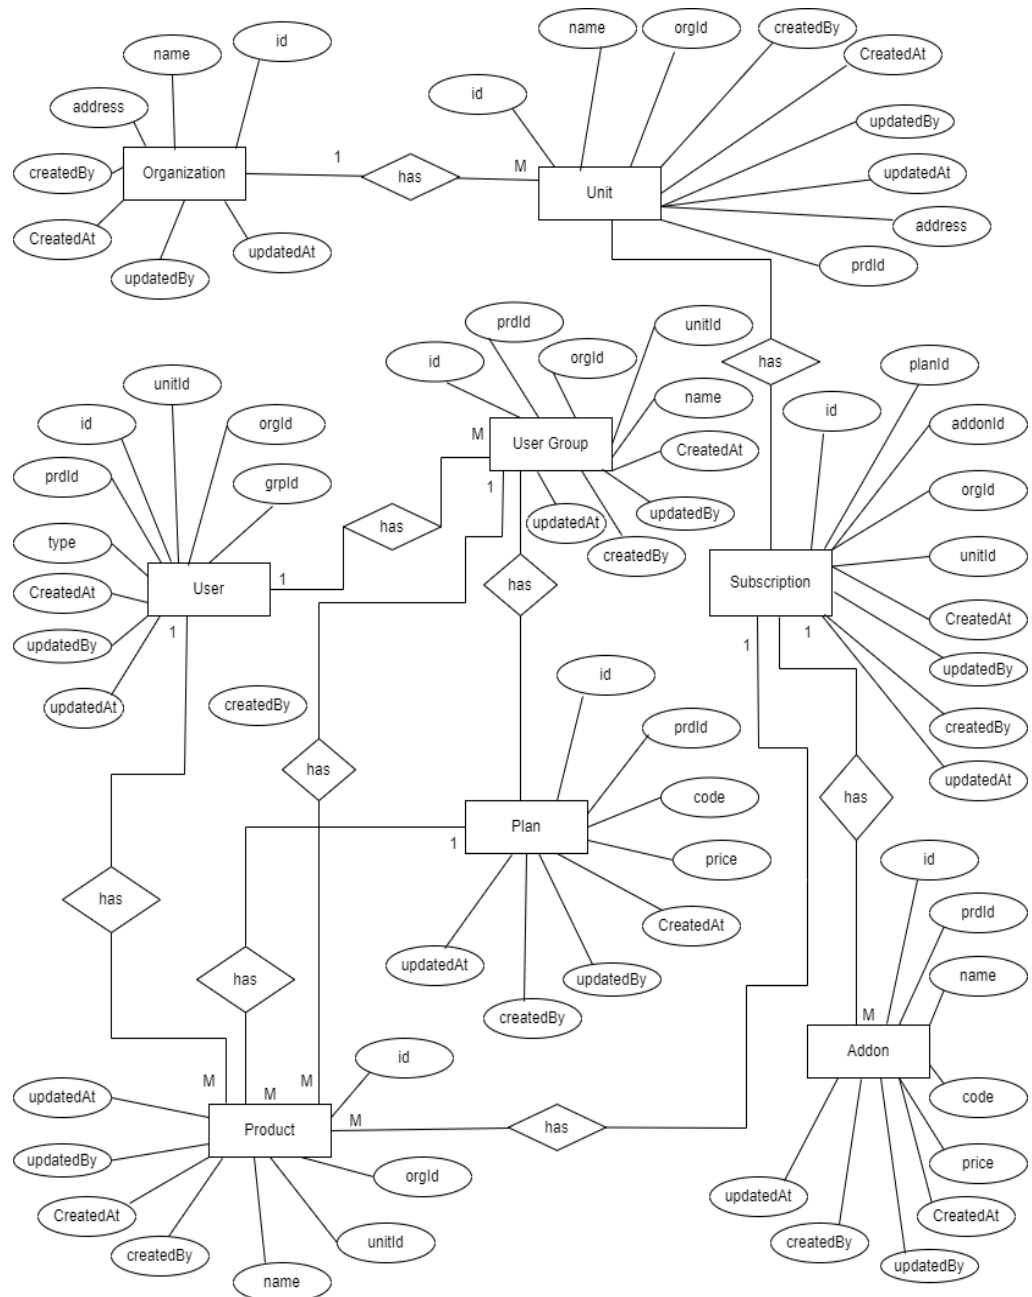 id
name
address
createdBy
CreatedAt
updatedBy
updatedAt
Organization
1
has
M
id
name
orgId
createdBy
CreatedAt
updatedBy
updatedAt
address
prdId
Unit
has
id
prdId
orgId
unitId
name
CreatedAt
updatedBy
createdBy
updatedAt
User Group
M
1
has
has
unitId
id
orgId
prdId
grpId
type
CreatedAt
updatedBy
updatedAt
createdBy
User
1
1
planId
id
addonId
orgId
unitId
CreatedAt
updatedBy
createdBy
updatedAt
Subscription
1
1
has
has
has
has
id
prdId
code
price
CreatedAt
updatedBy
createdBy
updatedAt
Plan
1
id
prdId
name
code
price
CreatedAt
updatedBy
createdBy
updatedAt
Addon
M
has
id
orgId
unitId
name
createdBy
CreatedAt
updatedBy
updatedAt
Product
M
M
M
M